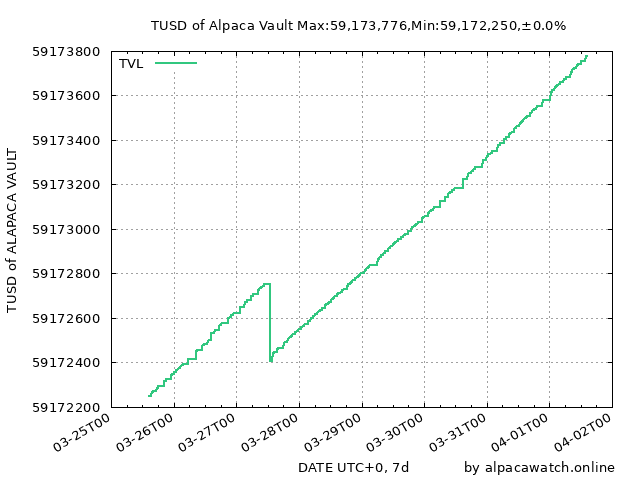 TUSD of Alpaca Vault Max:59,173,776,Min:59,172,250,±0.0%
TVL
59173800
59173600
59173400
59173200
59173000
59172800
59172600
59172400
59172200
TUSD of ALAPACA VAULT
03-25T00
03-26T00
03-27T00
03-28T00
03-29T00
03-30T00
03-31T00
04-01T00
04-02T00
DATE UTC+0, 7d
by alpacawatch.online